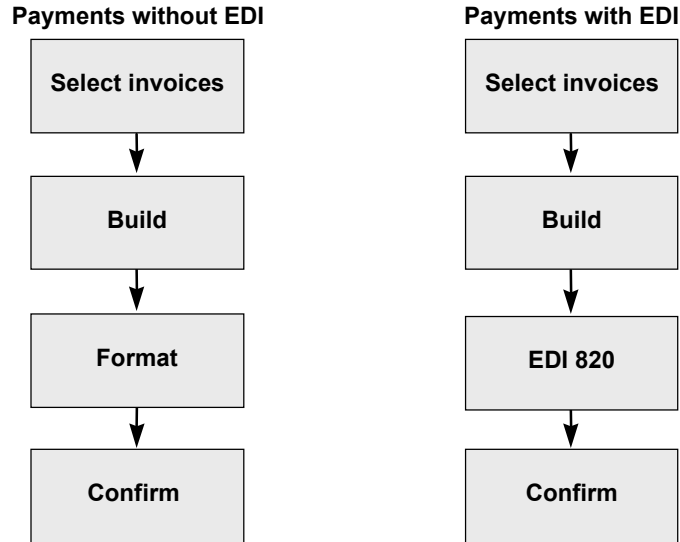 Payments without EDI
Select invoices
Build
Format
Confirm
Payments with EDI
Select invoices
Build
EDI 820
Confirm